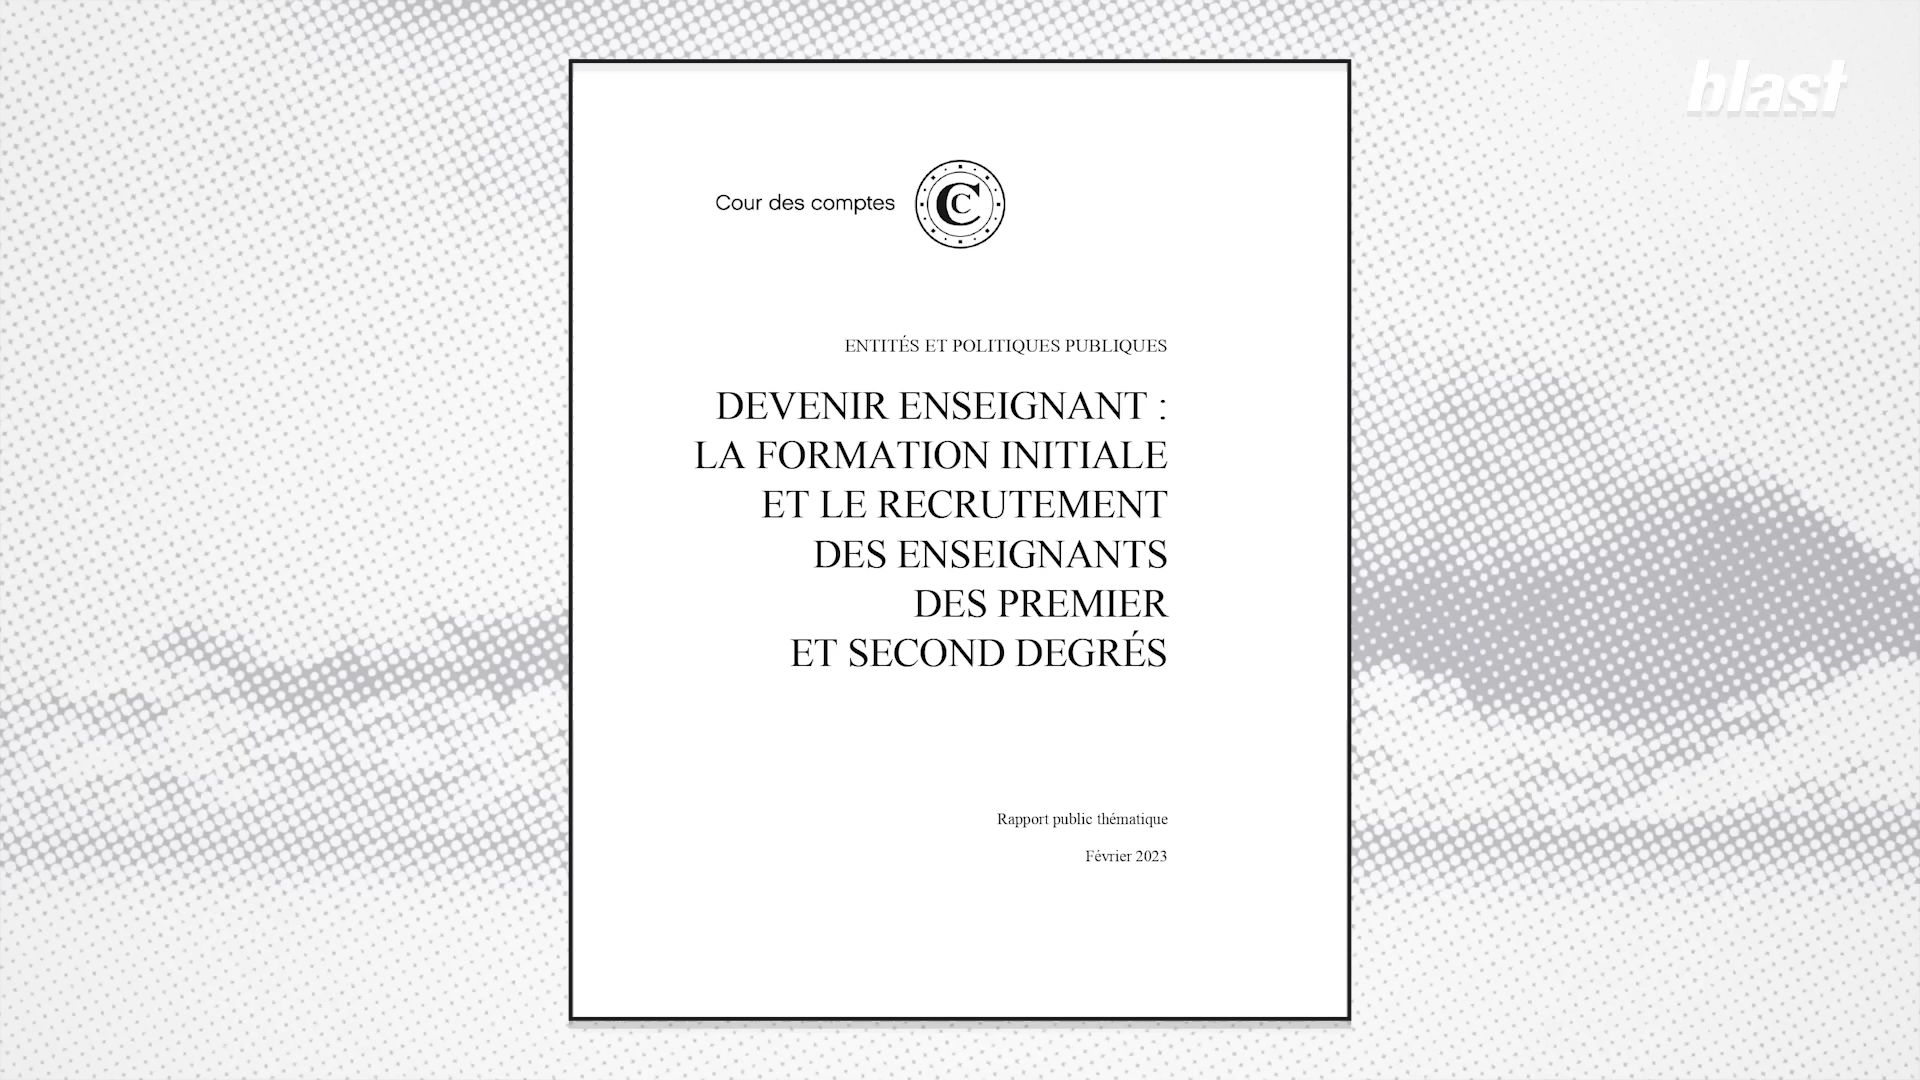 blast
Cour des comptes
ENTITÉS ET POLITIQUES PUBLIQUES
DEVENIR ENSEIGNANT :
LA FORMATION INITIALE
ET LE RECRUTEMENT
DES ENSEIGNANTS
DES PREMIER
ET SECOND DEGRÉS
Rapport public thématique
Février 2023